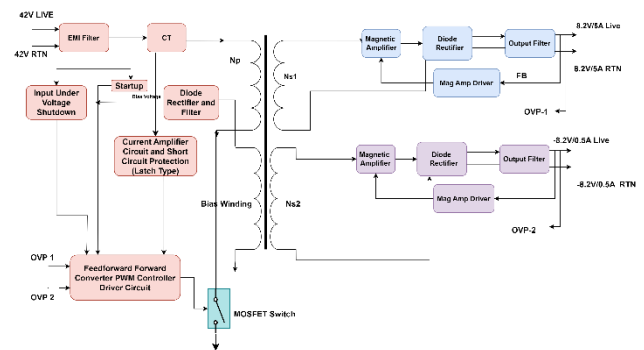 42V LIVE
42V RTN
EMI Filter
CT
Input Under
Voltage
Shutdown
Startup
Bias Voltage
Diode
Rectifier and
Filter
Current Amplifier
Circuit and Short
Circuit Protection
(Latch Type)
OVP 1
OVP 2
Feedforward Forward
Converter PWM Controller
Driver Circuit
MOSFET Switch
Np
Bias Winding
Ns1
Ns2
Magnetic
Amplifier
Diode
Rectifier
Output Filter
8.2V/5A Live
8.2V/5A RTN
Mag Amp Driver
FB
OVP-1
Magnetic
Amplifier
Diode
Rectifier
Output Filter
-8.2V/0.5A Live
-8.2V/0.5A RTN
Mag Amp Driver
OVP-2